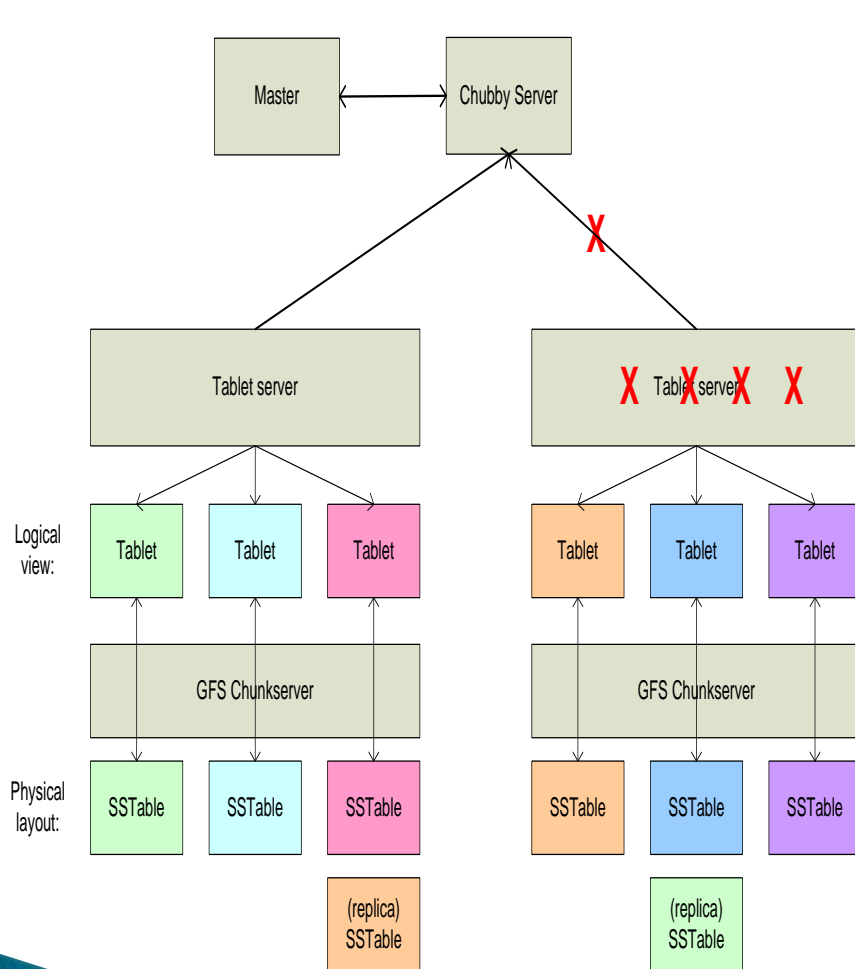 Master
Chubby Server
X
Tablet server
X X Tablet server X X
Logical
view:
Tablet
Tablet
Tablet
Tablet
Tablet
Tablet
GFS Chunkserver
GFS Chunkserver
Physical
layout:
SSTable
SSTable
SSTable
SSTable
SSTable
SSTable
(replica)
SSTable
(replica)
SSTable